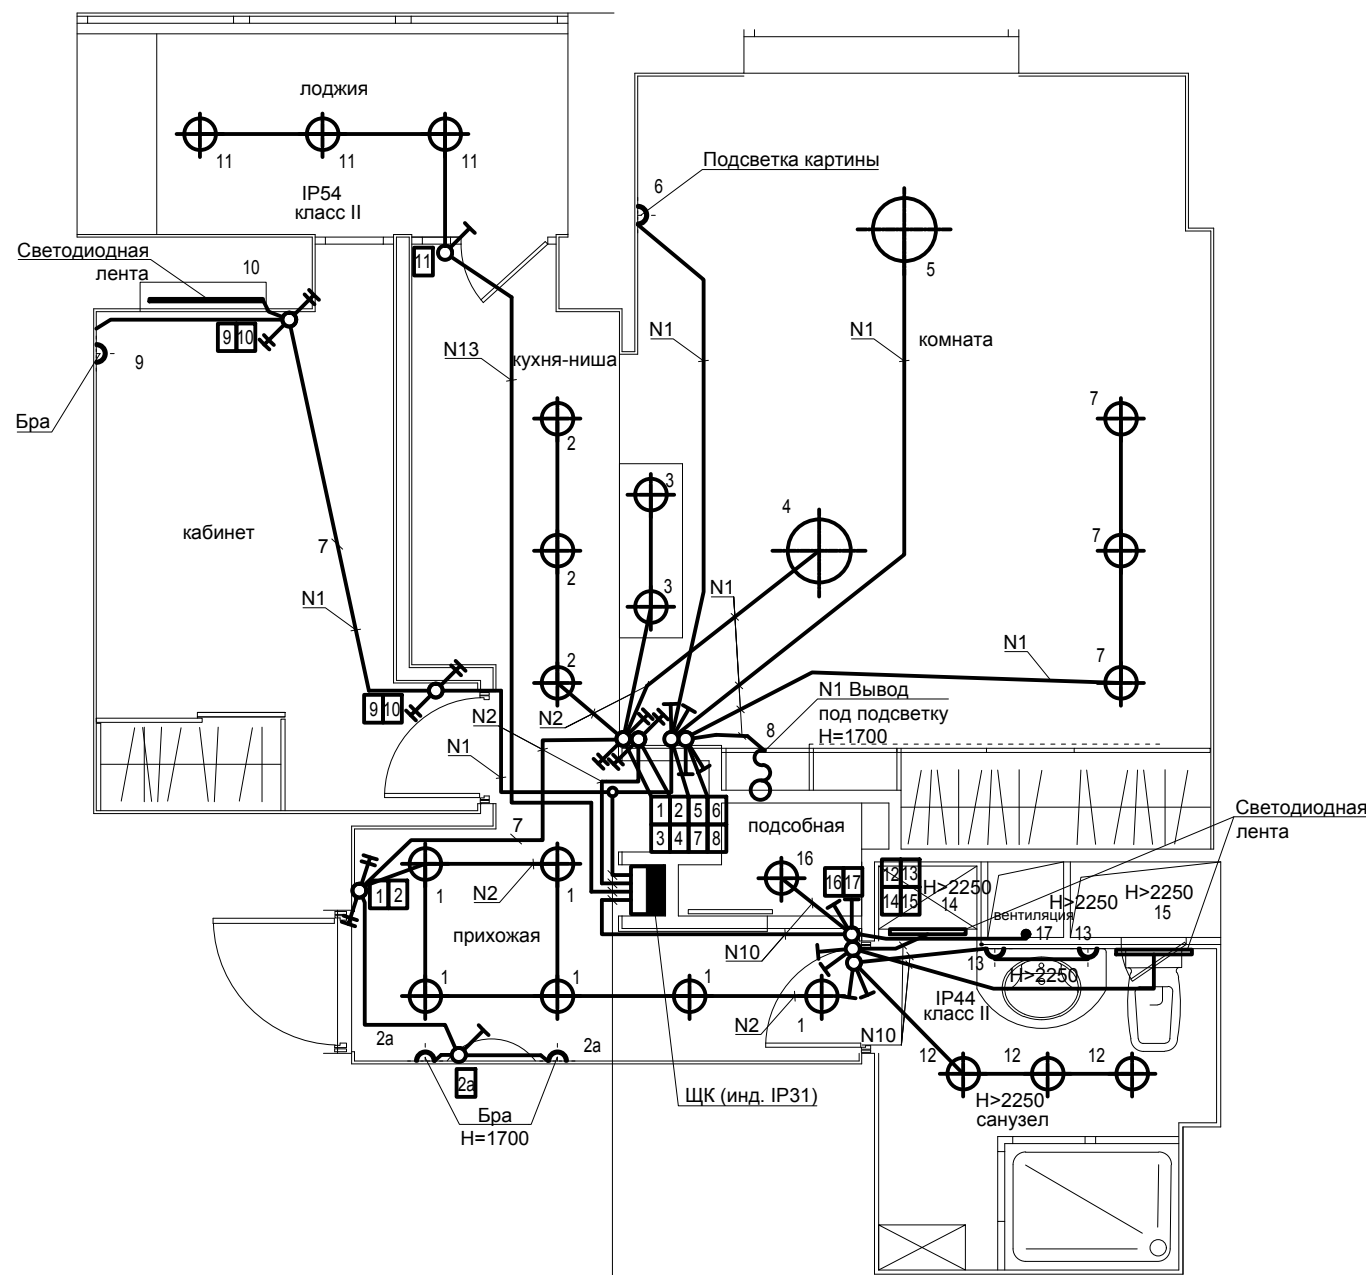 лоджия
11
11
11
IP54
класс II
Светодиодная
лента
10
11
9
10
9
Бра
N13
кухня-ниша
6
Подсветка картины
5
N1
N1
комната
7
7
7
2
2
2
3
3
4
кабинет
7
N1
N1
N1
9
10
N2
N1
N2
N1 Вывод
под подсветку
H=1700
8
1
2
5
6
3
4
7
8
подсобная
Светодиодная
лента
7
N2
1
2
1
1
прихожая
16
16
17
12
13
14
15
H>2250
14
H>2250
H>2250
15
вентиляция
17
13
13
H>2250
8
N10
1
1
N2
1
2а
2а
2а
IP44
класс II
N10
12
12
12
H>2250
санузел
ЩК (инд. IP31)
Бра
H=1700